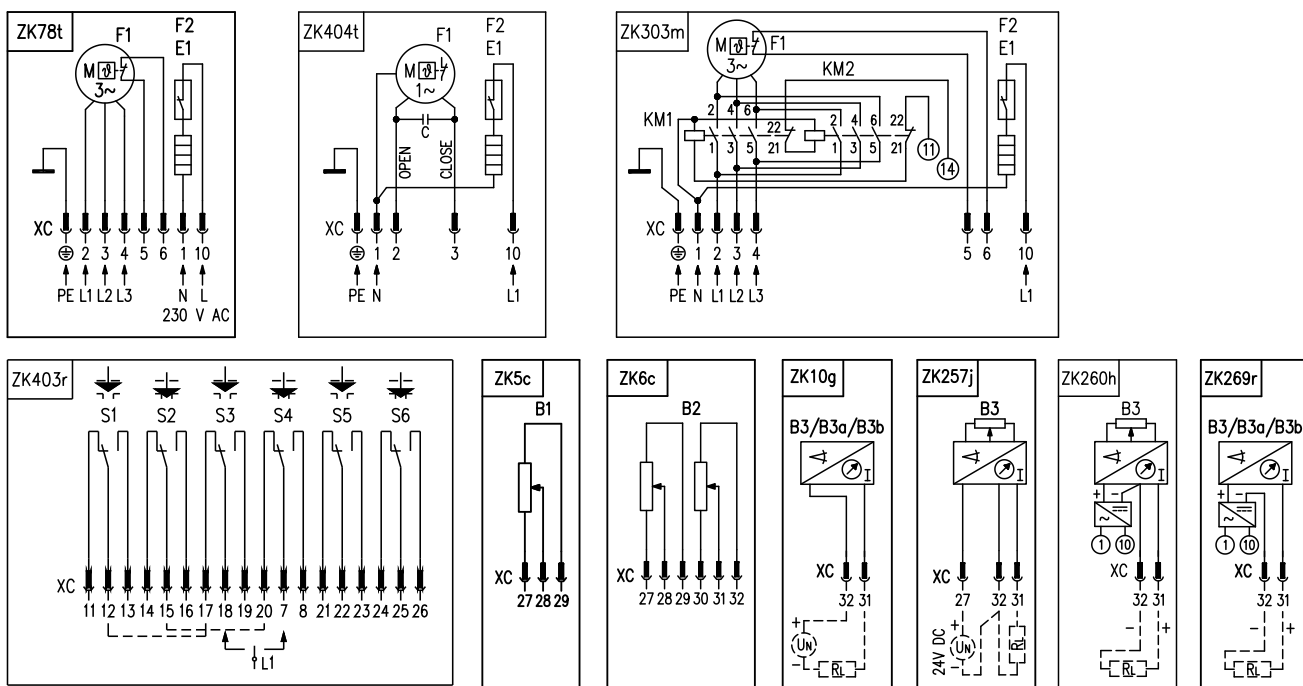 ZK78t
F1
F2
E1
M ϑ
3~
XC
2 3 4 5 6 1 10
PE L1 L2 L3 N L
230 V AC
ZK404t
F1
F2
E1
M ϑ
1~
C
OPEN
CLOSE
XC
1 2 3 10
PE N L1
ZK303m
M ϑ F1
3~
F2
E1
KM2
2 4 6
2 4 6 22
KM1
22
1 3 5 21
1 3 5 21
11
14
XC
1 2 3 4 5 6 10
PE N L1 L2 L3 L1
ZK403r
S1 S2 S3 S4 S5 S6
XC
11 12 13 14 15 16 17 18 19 20 7 8 21 22 23 24 25 26
L1
ZK5c
B1
XC
27 28 29
ZK6c
B2
XC
27 28 29 30 31 32
ZK10g
B3/B3a/B3b
I
XC
32 31
+
UN
–
RL
ZK257j
B3
I
XC
27 32 31
24V DC
+
UN
–
RL
ZK260h
B3
I
+ –
~
1 10
XC
32 31
– +
RL
ZK269r
B3/B3a/B3b
I
+ –
~
1 10
XC
32 31
– +
RL